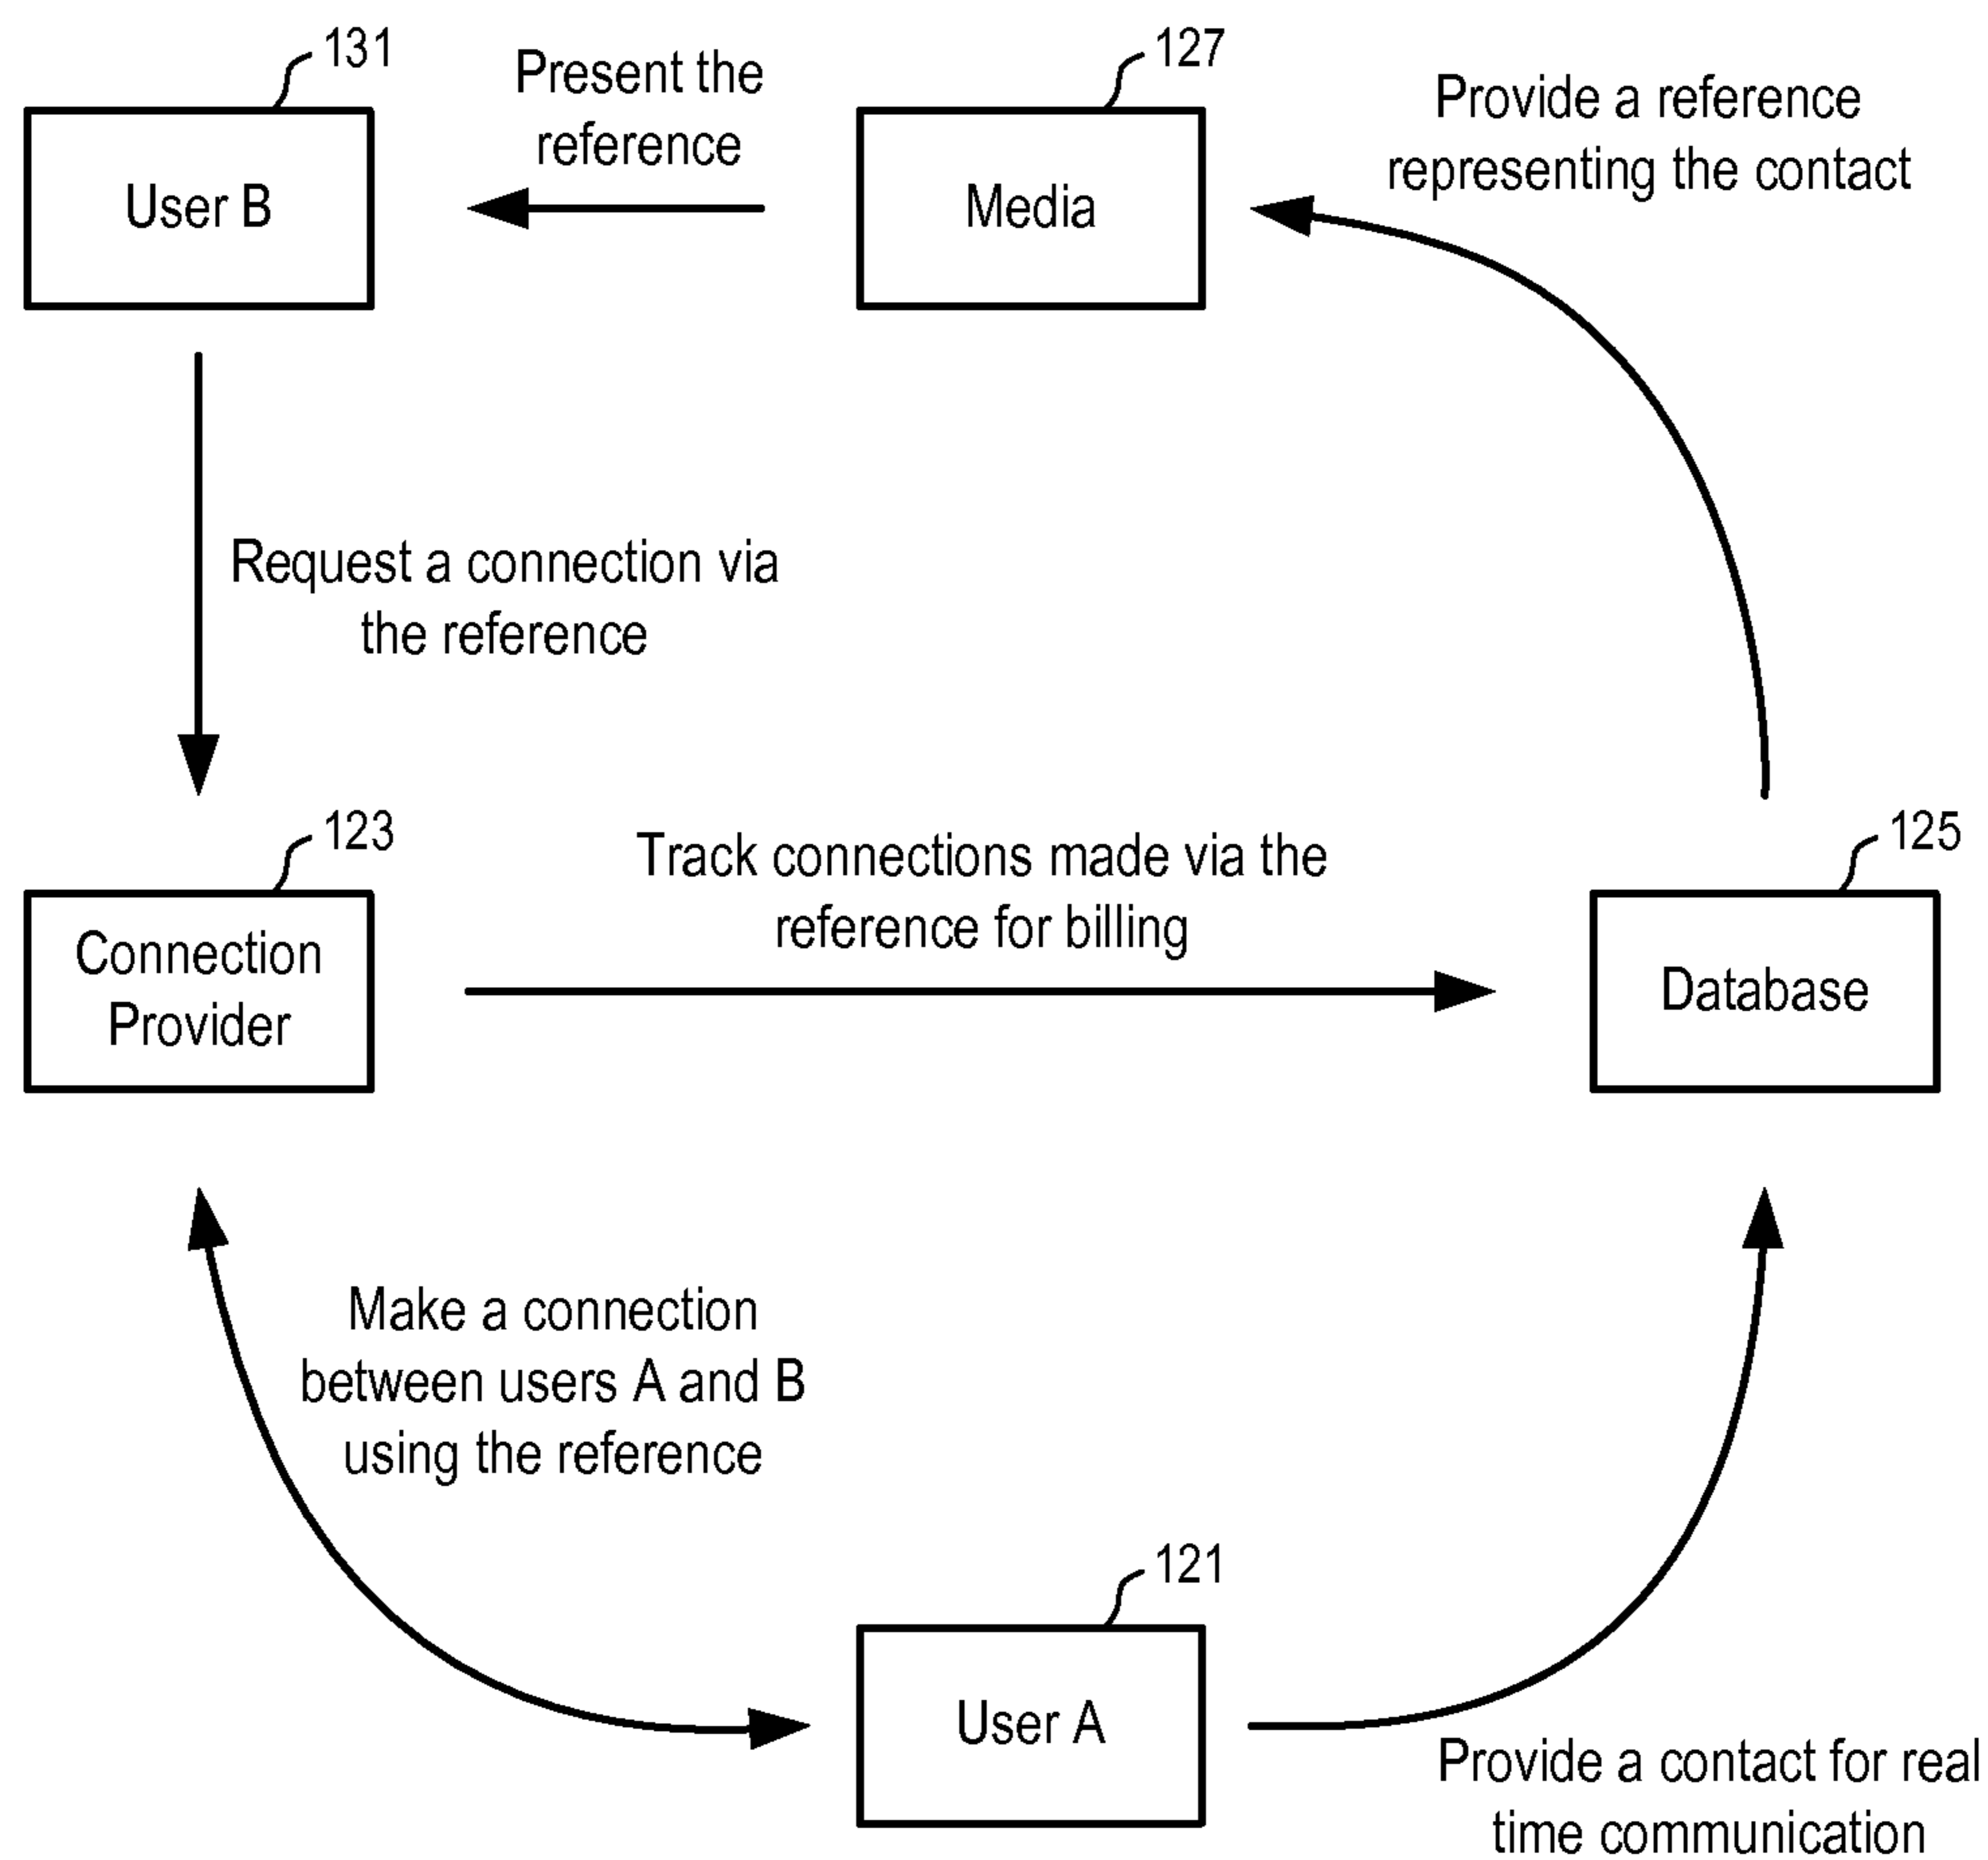 131
Present the
reference
127
Provide a reference
representing the contact
User B
Media
Request a connection via
the reference
123
Track connections made via the
reference for billing
125
Connection
Provider
Database
Make a connection
between users A and B
using the reference
121
User A
Provide a contact for real
time communication